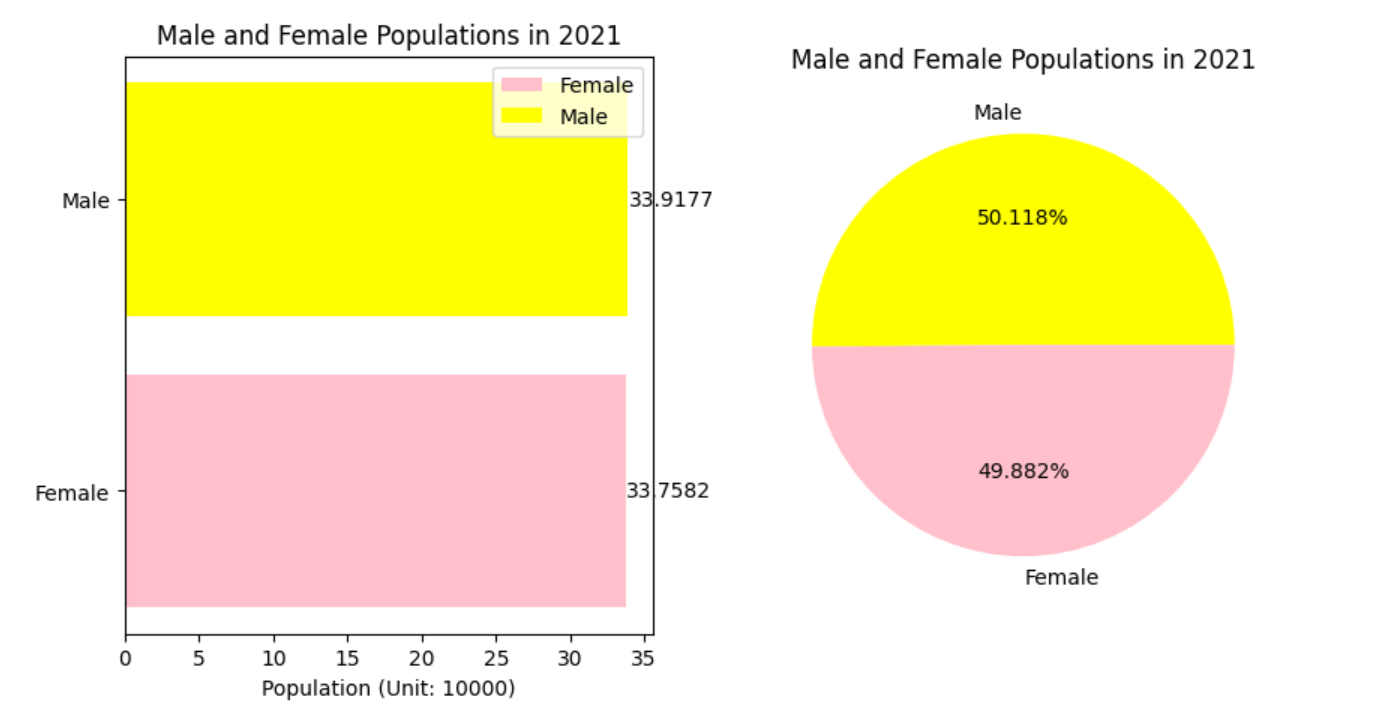 Male and Female Populations in 2021
Female
Male
Male
33.9177
Female
33.7582
0 5 10 15 20 25 30 35
Population (Unit: 10000)
Male and Female Populations in 2021
Male
50.118%
49.882%
Female